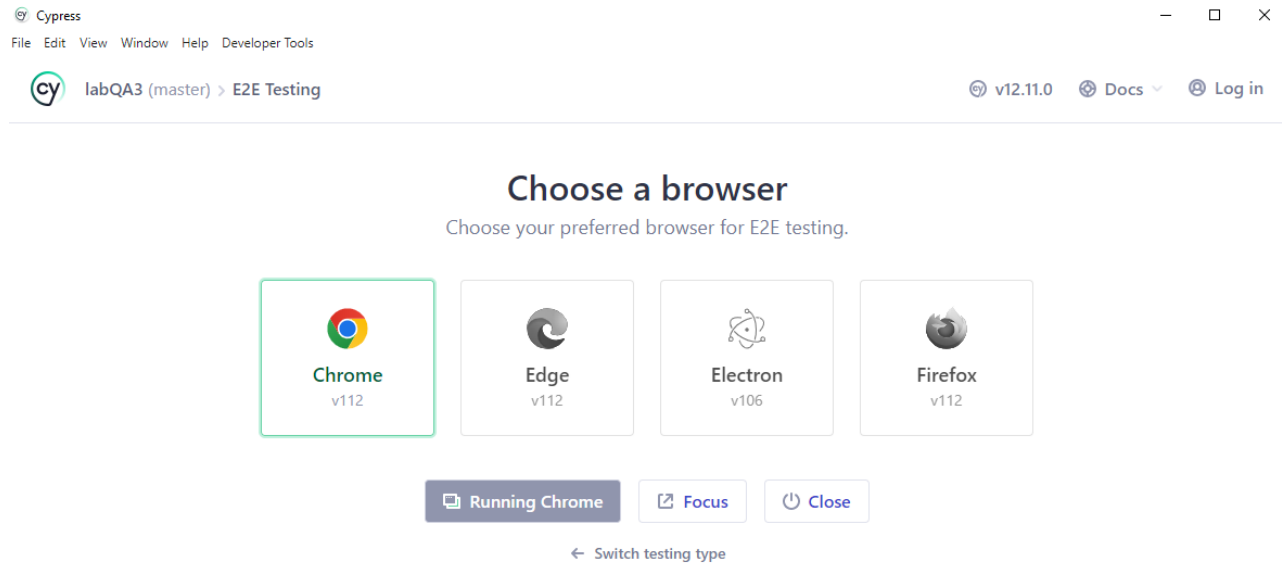 Cypress
File Edit View Window Help Developer Tools
cy labQA3 (master) > E2E Testing cy v12.11.0 Docs Log in
Choose a browser
Choose your preferred browser for E2E testing.
Chrome Edge Electron Firefox
v112 v112 v106 v112
Running Chrome Focus Close
← Switch testing type